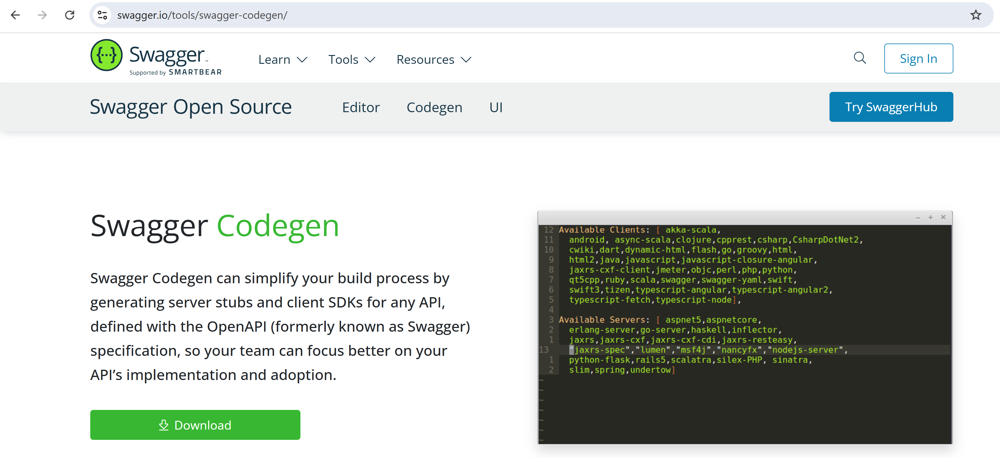 swagger.io/tools/swagger-codegen/
{···} Swagger™
Supported by SMARTBEAR
Learn Tools Resources
Sign In
Swagger Open Source Editor Codegen UI
Try SwaggerHub
Swagger Codegen
Swagger Codegen can simplify your build process by
generating server stubs and client SDKs for any API,
defined with the OpenAPI (formerly known as Swagger)
specification, so your team can focus better on your
API’s implementation and adoption.
Download
12 Available Clients: [ akka-scala,
11 android, async-scala,clojure,cpprest,csharp,CsharpDotNet2,
10 cwiki,dart,dynamic-html,flash,go,groovy,html,
9 html2,java,javascript,javascript-closure-angular,
8 jaxrs-cxf-client,jmeter,objc,perl,php,python,
7 qt5cpp,ruby,scala,swagger,swagger-yaml,swift,
6 swift3,tizen,typescript-angular,typescript-angular2,
5 typescript-fetch,typescript-node],
4
3 Available Servers: [ aspnet5,aspnetcore,
2 erlang-server,go-server,haskell,inflector,
1 jaxrs,jaxrs-cxf,jaxrs-cxf-cdi,jaxrs-resteasy,
13 "jaxrs-spec","lumen","msf4j","nancyfx","nodejs-server",
1 python-flask,rails5,scalatra,silex-PHP, sinatra,
2 slim,spring,undertow]
~
~
~
~
~
~
~